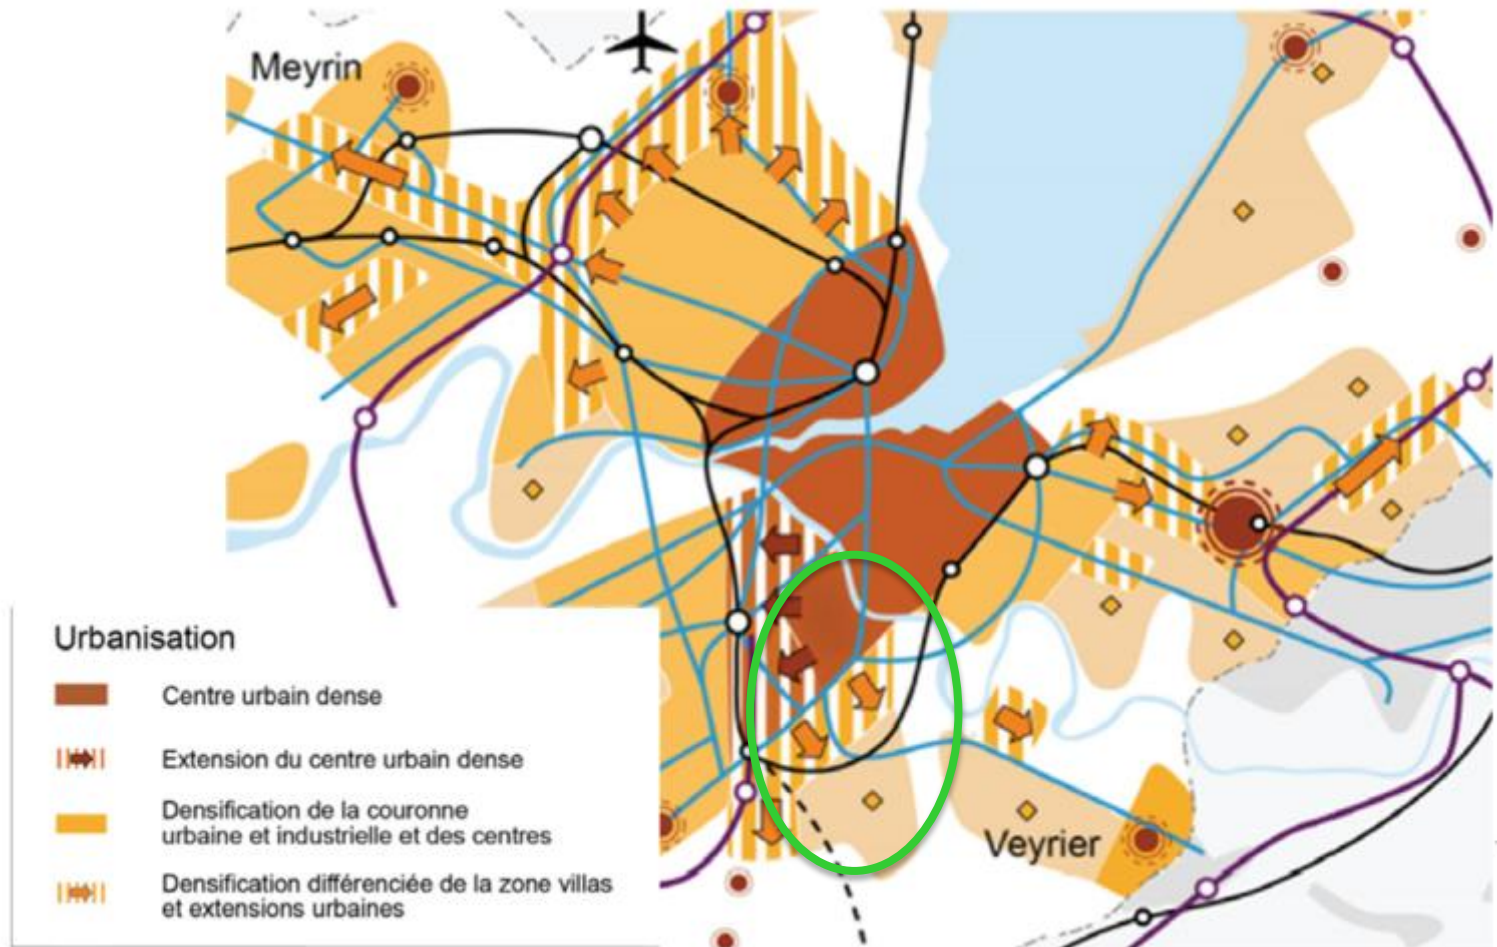 Meyrin
Urbanisation
Centre urbain dense
Extension du centre urbain dense
Densification de la couronne
urbaine et industrielle et des centres
Densification différenciée de la zone villas
et extensions urbaines
Veyrier